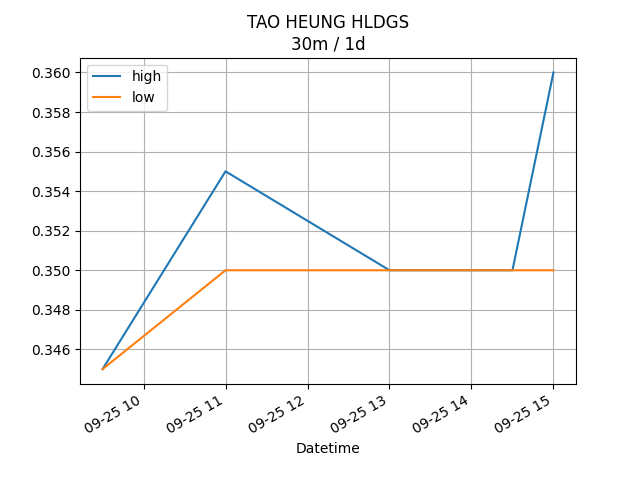 TAO HEUNG HLDGS
30m / 1d
high
low
0.360
0.358
0.356
0.354
0.352
0.350
0.348
0.346
09-25 10
09-25 11
09-25 12
09-25 13
09-25 14
09-25 15
Datetime